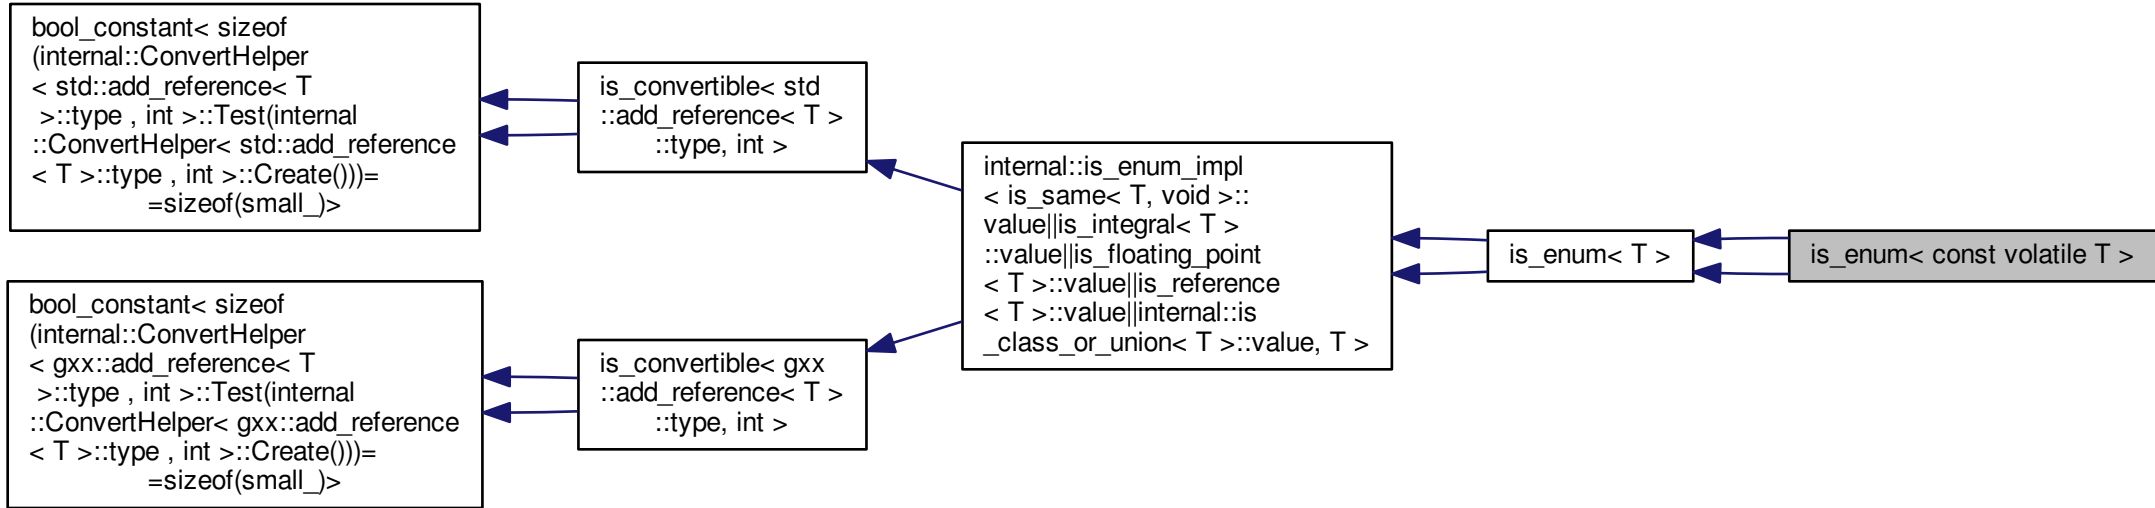 bool_constant< sizeof
(internal::ConvertHelper
< std::add_reference< T
>::type , int >::Test(internal
::ConvertHelper< std::add_reference
< T >::type , int >::Create()))=
=sizeof(small_)>
is_convertible< std
::add_reference< T >
::type, int >
bool_constant< sizeof
(internal::ConvertHelper
< gxx::add_reference< T
>::type , int >::Test(internal
::ConvertHelper< gxx::add_reference
< T >::type , int >::Create()))=
=sizeof(small_)>
is_convertible< gxx
::add_reference< T >
::type, int >
internal::is_enum_impl
< is_same< T, void >::
value||is_integral< T >
::value||is_floating_point
< T >::value||is_reference
< T >::value||internal::is
_class_or_union< T >::value, T >
is_enum< T >
is_enum< const volatile T >